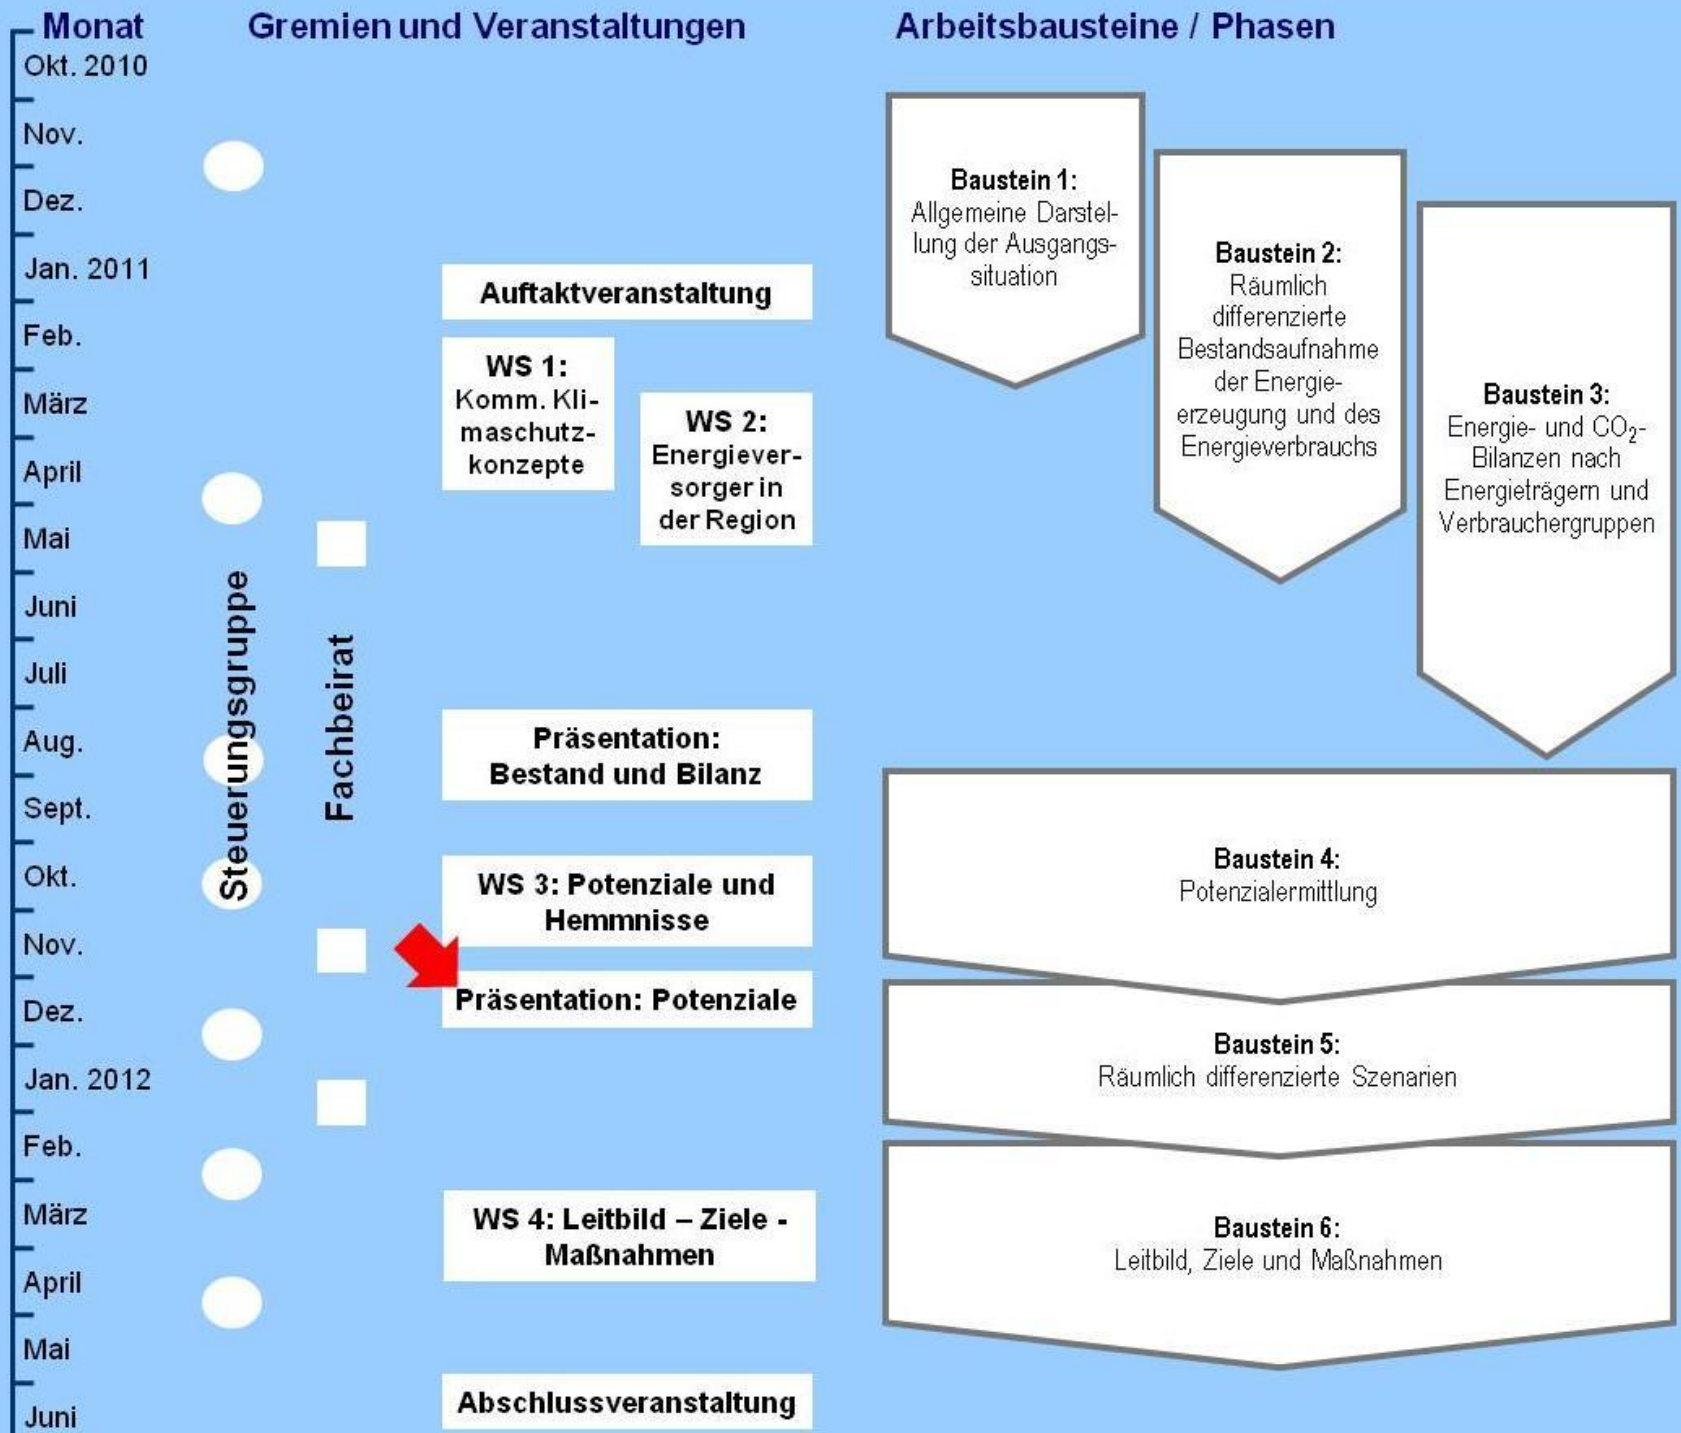 Monat
Gremien und Veranstaltungen
Arbeitsbausteine / Phasen
Okt. 2010
Nov.
Dez.
Jan. 2011
Feb.
März
April
Mai
Juni
Juli
Aug.
Sept.
Okt.
Nov.
Dez.
Jan. 2012
Feb.
März
April
Mai
Juni
Steuerungsgruppe
Fachbeirat
Auftaktveranstaltung
WS 1:
Komm. Kli-
maschutz-
konzepte
WS 2:
Energiever-
sorger in
der Region
Präsentation:
Bestand und Bilanz
WS 3: Potenziale und
Hemmnisse
Präsentation: Potenziale
WS 4: Leitbild – Ziele -
Maßnahmen
Abschlussveranstaltung
Baustein 1:
Allgemeine Darstel-
lung der Ausgangs-
situation
Baustein 2:
Räumlich
differenzierte
Bestandsaufnahme
der Energie-
erzeugung und des
Energieverbrauchs
Baustein 3:
Energie- und CO₂-
Bilanzen nach
Energieträgern und
Verbrauchergruppen
Baustein 4:
Potenzialermittlung
Baustein 5:
Räumlich differenzierte Szenarien
Baustein 6:
Leitbild, Ziele und Maßnahmen